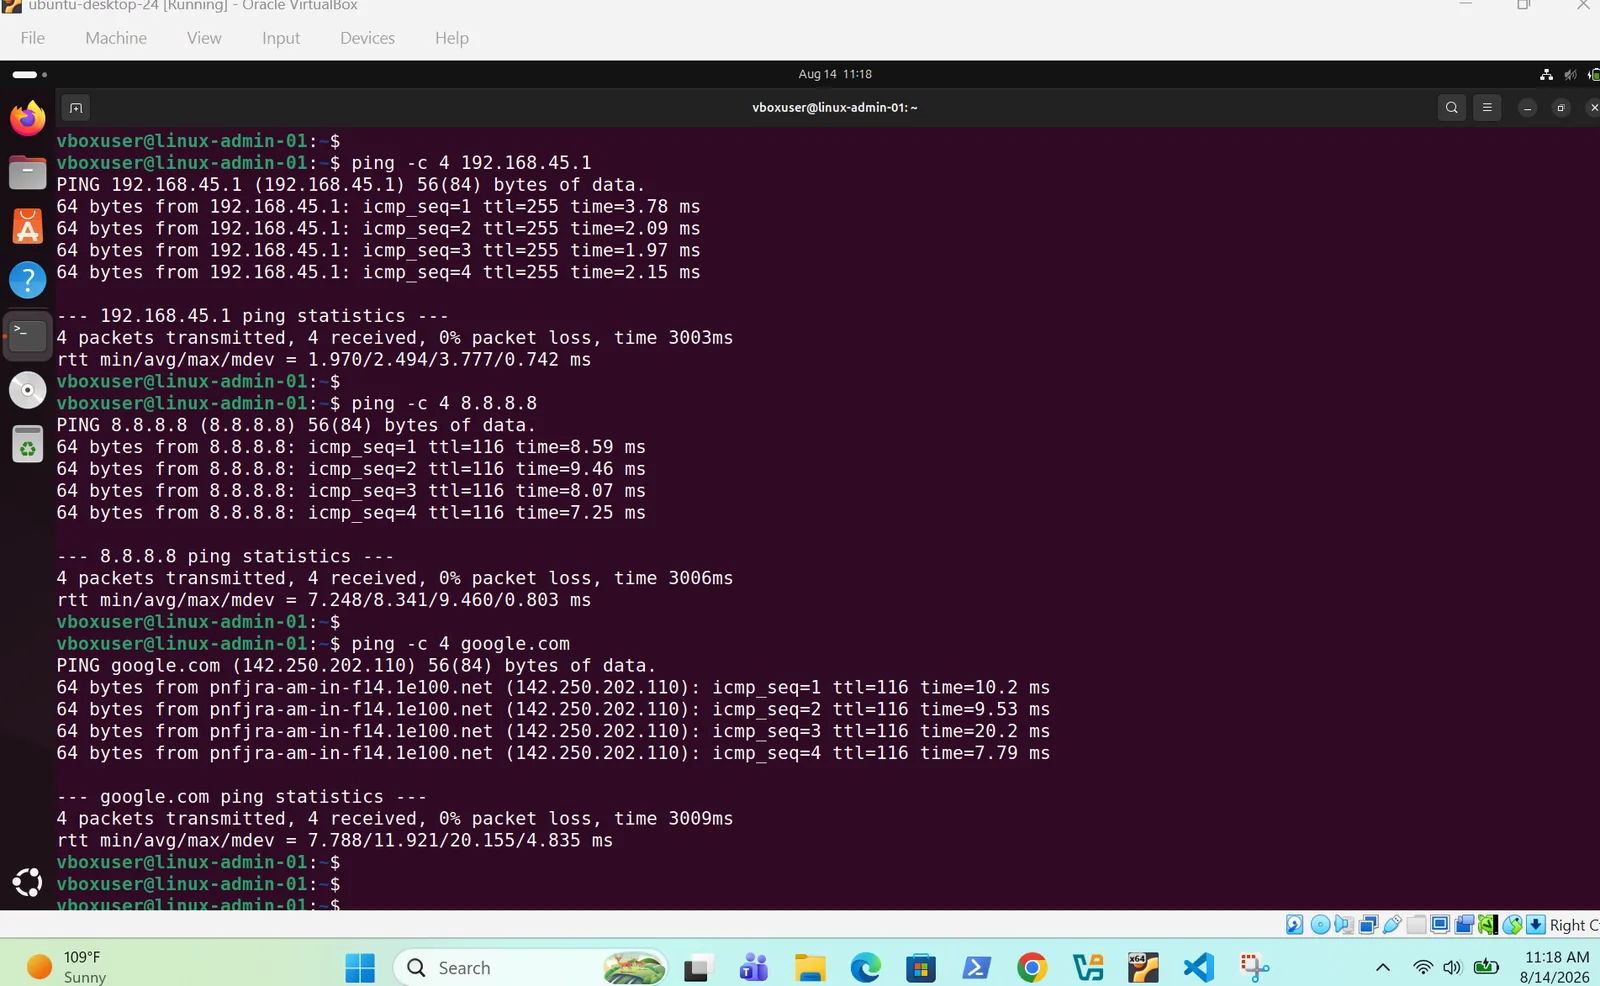 ubuntu-desktop-24 [Running] - Oracle VirtualBox
File Machine View Input Devices Help
Aug 14 11:18
vboxuser@linux-admin-01: ~
vboxuser@linux-admin-01:~$
vboxuser@linux-admin-01:~$ ping -c 4 192.168.45.1
PING 192.168.45.1 (192.168.45.1) 56(84) bytes of data.
64 bytes from 192.168.45.1: icmp_seq=1 ttl=255 time=3.78 ms
64 bytes from 192.168.45.1: icmp_seq=2 ttl=255 time=2.09 ms
64 bytes from 192.168.45.1: icmp_seq=3 ttl=255 time=1.97 ms
64 bytes from 192.168.45.1: icmp_seq=4 ttl=255 time=2.15 ms
--- 192.168.45.1 ping statistics ---
4 packets transmitted, 4 received, 0% packet loss, time 3003ms
rtt min/avg/max/mdev = 1.970/2.494/3.777/0.742 ms
vboxuser@linux-admin-01:~$
vboxuser@linux-admin-01:~$ ping -c 4 8.8.8.8
PING 8.8.8.8 (8.8.8.8) 56(84) bytes of data.
64 bytes from 8.8.8.8: icmp_seq=1 ttl=116 time=8.59 ms
64 bytes from 8.8.8.8: icmp_seq=2 ttl=116 time=9.46 ms
64 bytes from 8.8.8.8: icmp_seq=3 ttl=116 time=8.07 ms
64 bytes from 8.8.8.8: icmp_seq=4 ttl=116 time=7.25 ms
--- 8.8.8.8 ping statistics ---
4 packets transmitted, 4 received, 0% packet loss, time 3006ms
rtt min/avg/max/mdev = 7.248/8.341/9.460/0.803 ms
vboxuser@linux-admin-01:~$
vboxuser@linux-admin-01:~$ ping -c 4 google.com
PING google.com (142.250.202.110) 56(84) bytes of data.
64 bytes from pnfjra-am-in-f14.1e100.net (142.250.202.110): icmp_seq=1 ttl=116 time=10.2 ms
64 bytes from pnfjra-am-in-f14.1e100.net (142.250.202.110): icmp_seq=2 ttl=116 time=9.53 ms
64 bytes from pnfjra-am-in-f14.1e100.net (142.250.202.110): icmp_seq=3 ttl=116 time=20.2 ms
64 bytes from pnfjra-am-in-f14.1e100.net (142.250.202.110): icmp_seq=4 ttl=116 time=7.79 ms
--- google.com ping statistics ---
4 packets transmitted, 4 received, 0% packet loss, time 3009ms
rtt min/avg/max/mdev = 7.788/11.921/20.155/4.835 ms
vboxuser@linux-admin-01:~$
vboxuser@linux-admin-01:~$
vboxuser@linux-admin-01:~$
Right C
109°F
Sunny
Search
11:18 AM
8/14/2026